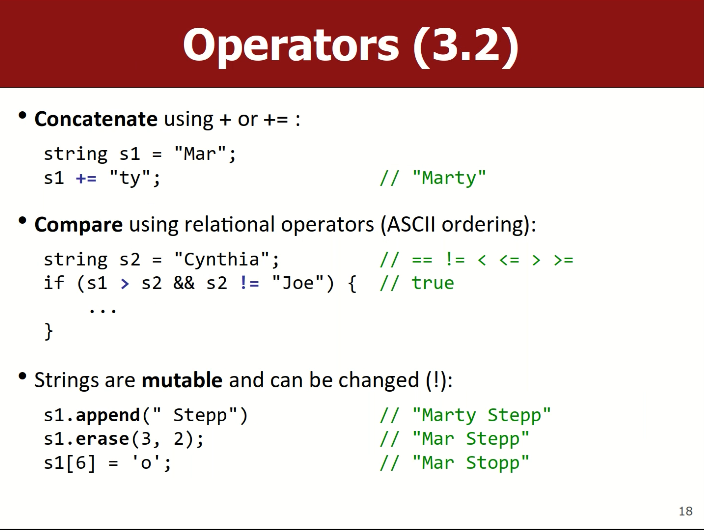 Operators (3.2)
• Concatenate using + or += :
string s1 = "Mar";
s1 += "ty"; // "Marty"
• Compare using relational operators (ASCII ordering):
string s2 = "Cynthia"; // == != < <= > >=
if (s1 > s2 && s2 != "Joe") { // true
...
}
• Strings are mutable and can be changed (!):
s1.append(" Stepp") // "Marty Stepp"
s1.erase(3, 2); // "Mar Stepp"
s1[6] = 'o'; // "Mar Stopp"
18